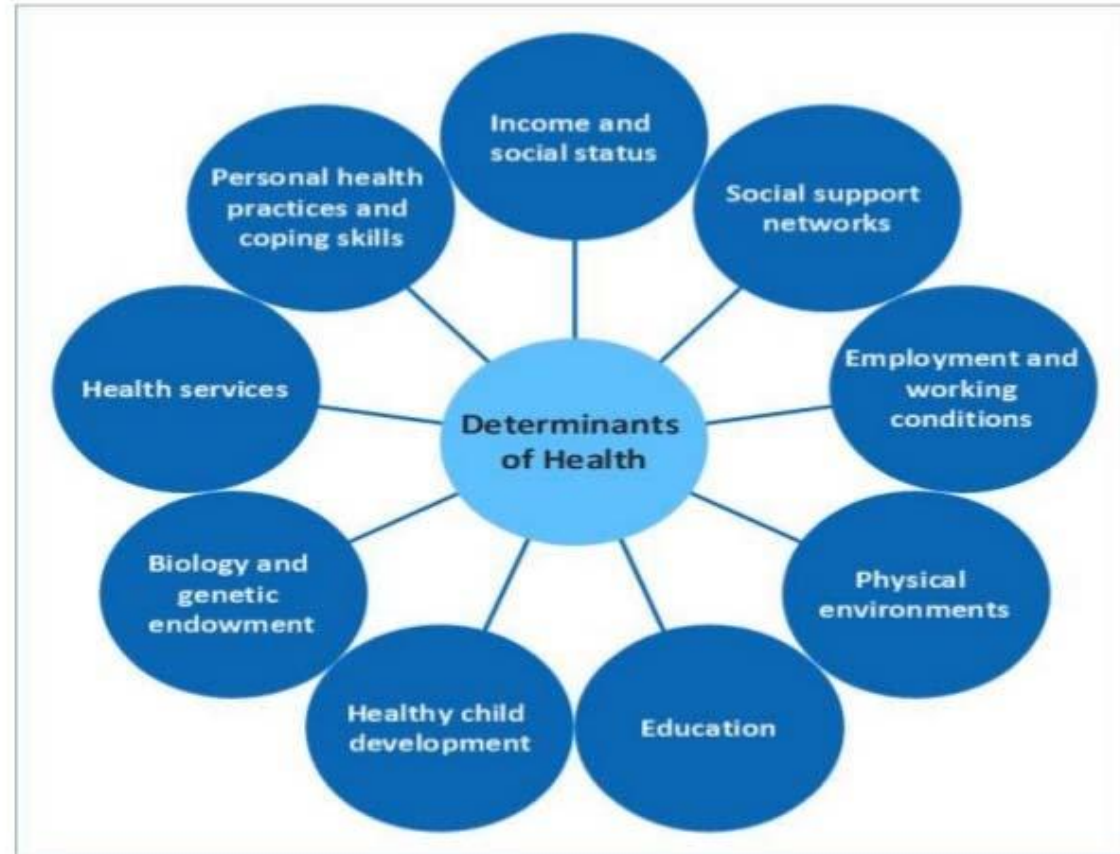 Determinants
of Health
Income and
social status
Social support
networks
Employment and
working
conditions
Physical
environments
Education
Healthy child
development
Biology and
genetic
endowment
Health services
Personal health
practices and
coping skills